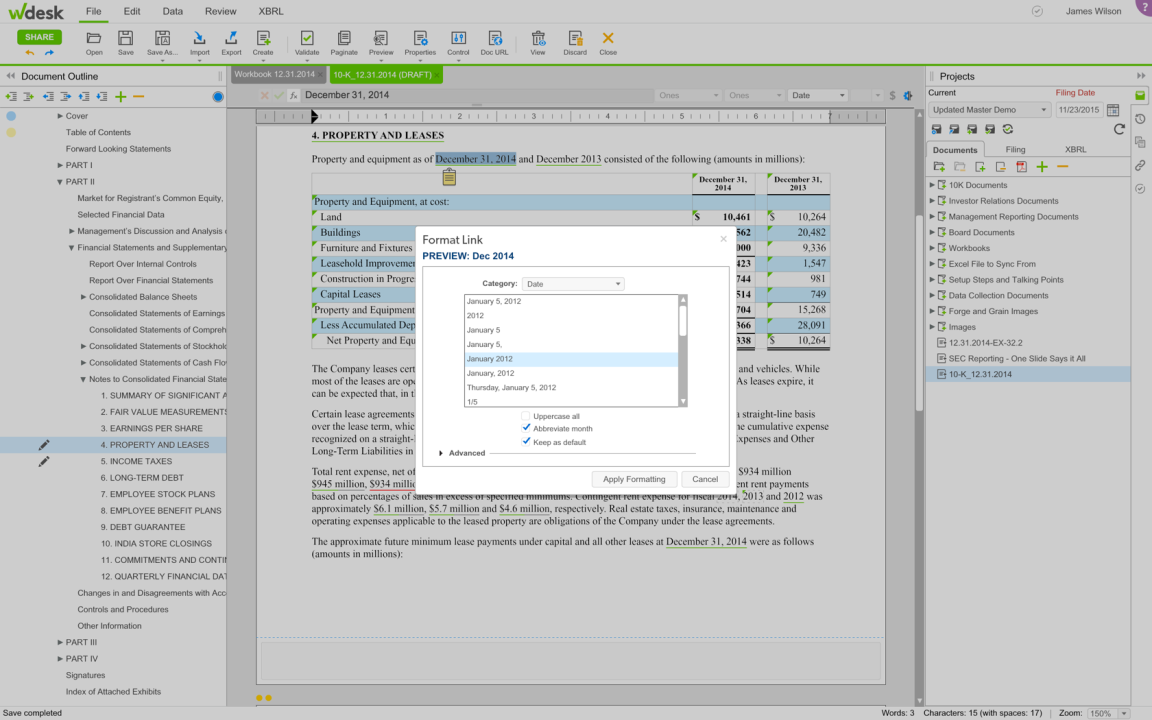 wdesk
File Edit Data Review XBRL
James Wilson
?
SHARE
Open Save Save As... Import Export Create Validate Paginate Preview Properties Control Doc URL View Discard Close
Document Outline
Workbook 12.31.2014 10-K_12.31.2014 (DRAFT)
fx December 31, 2014 Ones Ones Date $
1 2 3 4 5 6 7
Cover
Table of Contents
Forward Looking Statements
PART I
PART II
Market for Registrant's Common Equity,
Selected Financial Data
Management's Discussion and Analysis
Financial Statements and Supplementary
Report Over Internal Controls
Report Over Financial Statements
Consolidated Balance Sheets
Consolidated Statements of Earnings
Consolidated Statements of Compreh
Consolidated Statements of Stockhol
Consolidated Statements of Cash Flo
Notes to Consolidated Financial State
1. SUMMARY OF SIGNIFICANT A
2. FAIR VALUE MEASUREMENTS
3. EARNINGS PER SHARE
4. PROPERTY AND LEASES
5. INCOME TAXES
6. LONG-TERM DEBT
7. EMPLOYEE STOCK PLANS
8. EMPLOYEE BENEFIT PLANS
9. DEBT GUARANTEE
10. INDIA STORE CLOSINGS
11. COMMITMENTS AND CONTI
12. QUARTERLY FINANCIAL DA
Changes in and Disagreements with Acc
Controls and Procedures
Other Information
PART III
PART IV
Signatures
Index of Attached Exhibits
4. PROPERTY AND LEASES
Property and equipment as of December 31, 2014 and December 2013 consisted of the following (amounts in millions):
December 31, 2014 December 31, 2013
Property and Equipment, at cost:
Land $ 10,461 $ 10,264
Buildings 562 20,482
Furniture and Fixtures 000 9,336
Leasehold Improveme 423 1,547
Construction in Progre 744 981
Capital Leases 514 749
Property and Equipment 704 15,268
Less Accumulated Dep 366 28,091
Net Property and Equ 338 $ 10,264
The Company leases cert and vehicles. While
most of the leases are ope As leases expire, it
can be expected that, in t
Certain lease agreements a straight-line basis
over the lease term, whic he cumulative expense
recognized on a straight- Expenses and Other
Long-Term Liabilities in
Total rent expense, net of $934 million
$945 million, $934 millio ent rent payments
based on percentages of sales in excess of specified minimums. Contingent rent expense for fiscal 2014, 2013 and 2012 was
approximately $6.1 million, $5.7 million and $4.6 million, respectively. Real estate taxes, insurance, maintenance and
operating expenses applicable to the leased property are obligations of the Company under the lease agreements.
The approximate future minimum lease payments under capital and all other leases at December 31, 2014 were as follows
(amounts in millions):
Format Link
PREVIEW: Dec 2014
Category: Date
January 5, 2012
2012
January 5
January 5,
January 2012
January, 2012
Thursday, January 5, 2012
1/5
Uppercase all
Abbreviate month
Keep as default
Advanced
Apply Formatting Cancel
Projects
Current Filing Date
Updated Master Demo 11/23/2015
Documents Filing XBRL
10K Documents
Investor Relations Documents
Management Reporting Documents
Board Documents
Workbooks
Excel File to Sync From
Setup Steps and Talking Points
Data Collection Documents
Forge and Grain Images
Images
12.31.2014-EX-32.2
SEC Reporting - One Slide Says it All
10-K_12.31.2014
Save completed
Words: 3 Characters: 15 (with spaces: 17) Zoom: 150%